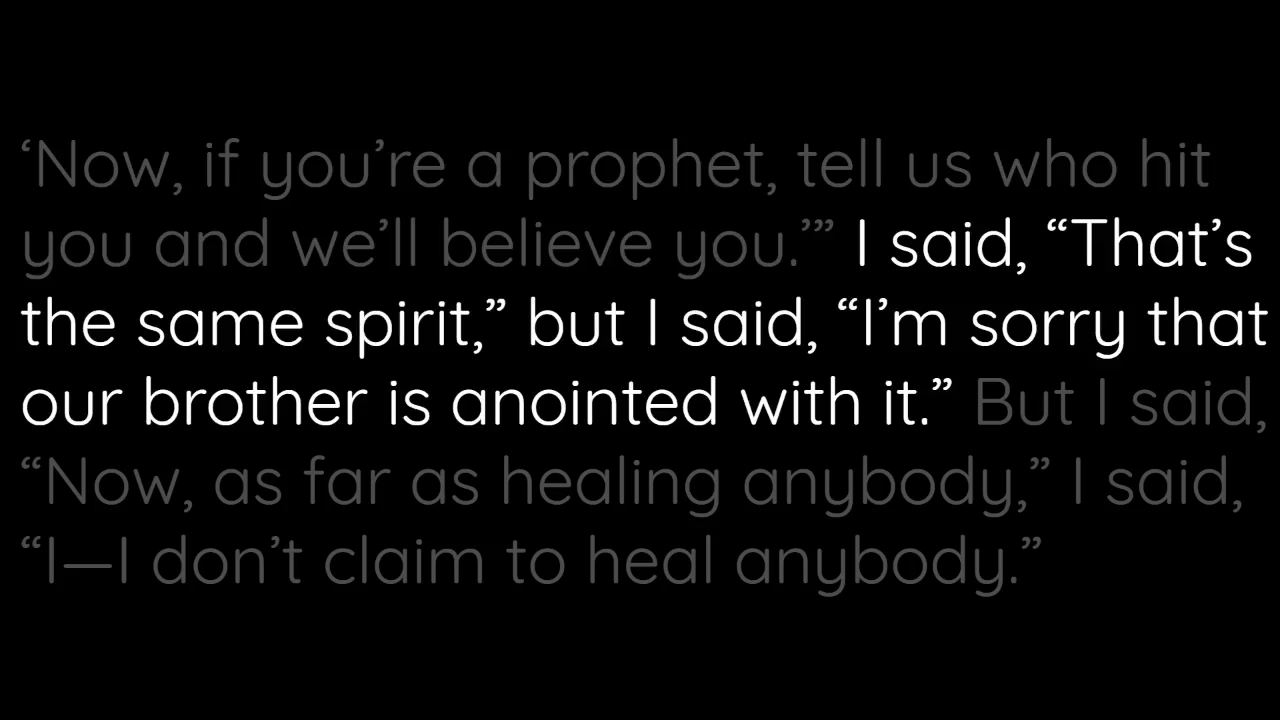 ‘Now, if you’re a prophet, tell us who hit
you and we’ll believe you.’” I said, “That’s
the same spirit,” but I said, “I’m sorry that
our brother is anointed with it.” But I said,
“Now, as far as healing anybody,” I said,
“I—I don’t claim to heal anybody.”